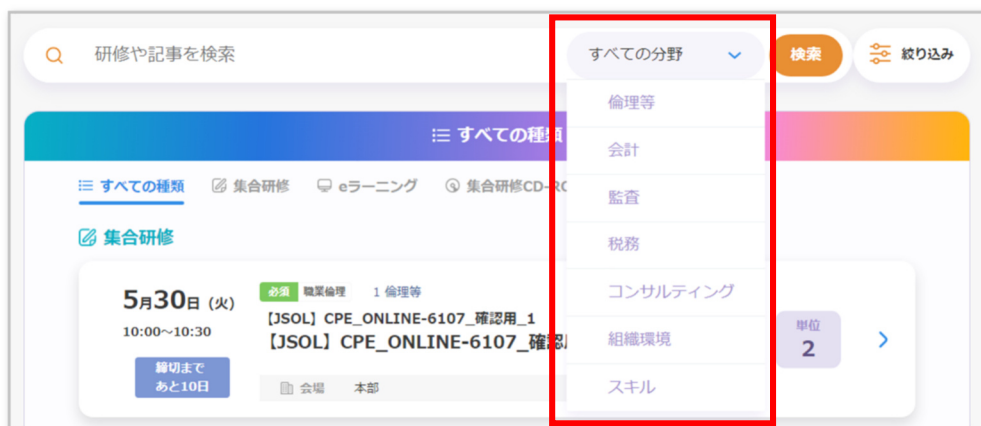 研修や記事を検索
すべての分野
検索
絞り込み
倫理等
会計
監査
税務
コンサルティング
組織環境
スキル
すべての種類
すべての種類 集合研修 eラーニング 集合研修CD-RO
集合研修
5月30日（火）
10:00～10:30
締切まで
あと10日
必須 職業倫理 1 倫理等
【JSOL】CPE_ONLINE-6107_確認用_1
【JSOL】CPE_ONLINE-6107_確認
会場 本部
単位
2